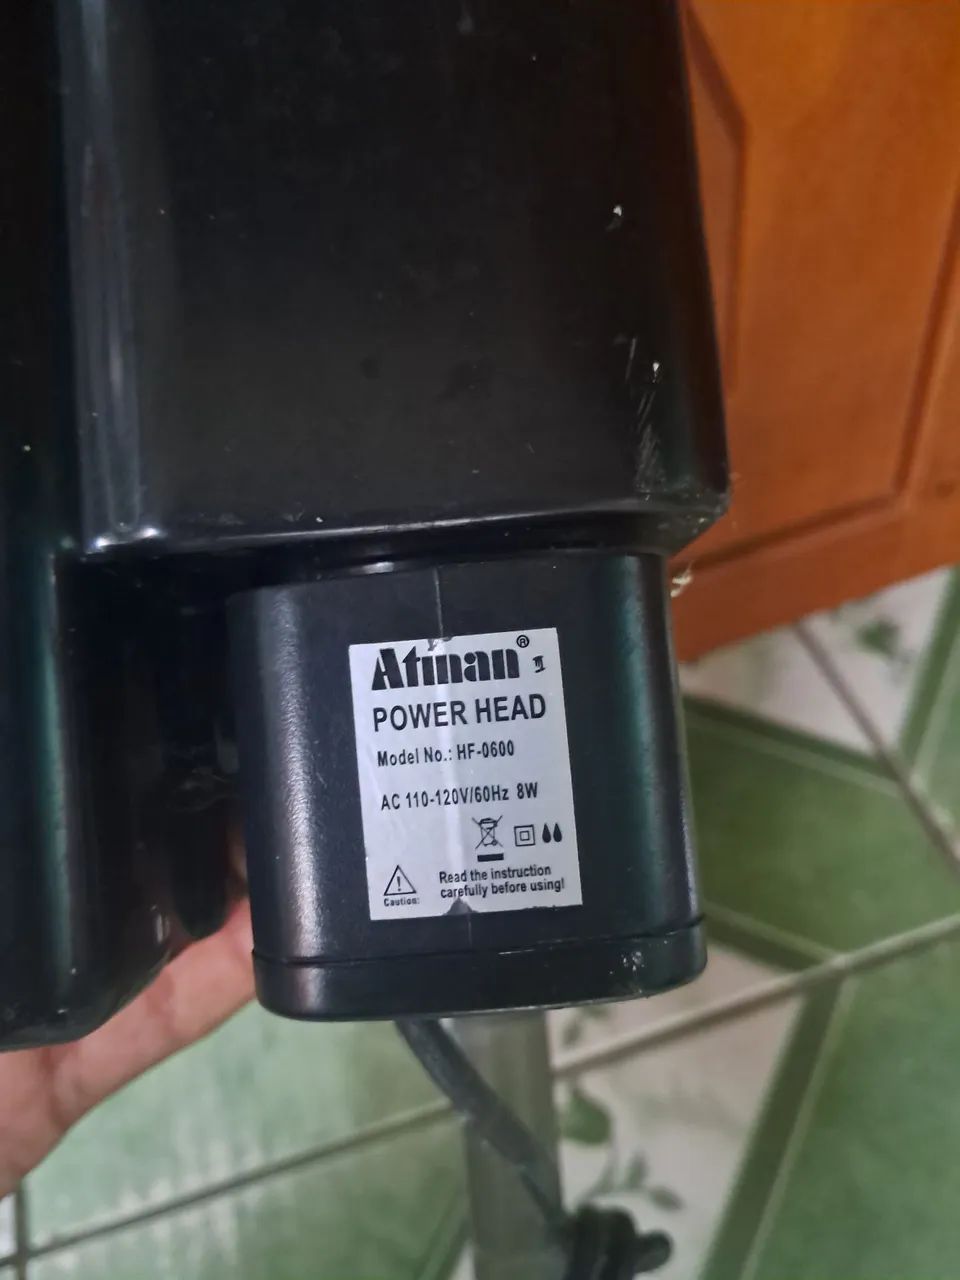 Atman®
POWER HEAD
Model No.: HF-0600
AC 110-120V/60Hz 8W
Read the instruction
carefully before using!
Caution: